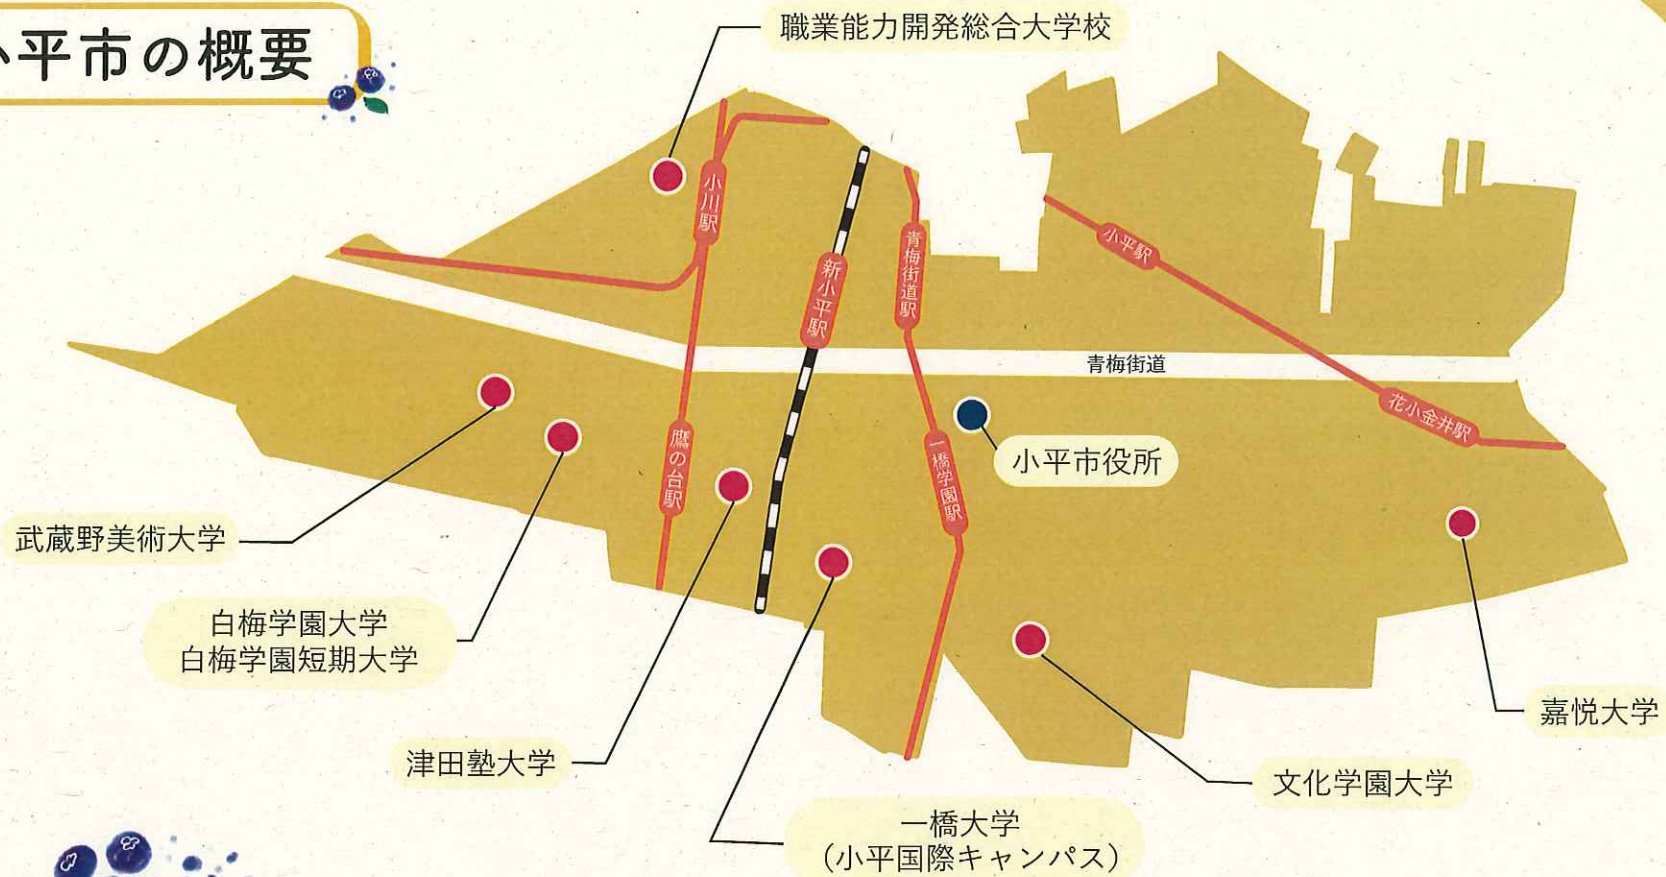 小平市の概要
職業能力開発総合大学校
小川駅
新小平駅
青梅街道駅
小平駅
青梅街道
花小金井駅
鷹の台駅
一橋学園駅
小平市役所
武蔵野美術大学
白梅学園大学
白梅学園短期大学
津田塾大学
一橋大学
（小平国際キャンパス）
文化学園大学
嘉悦大学